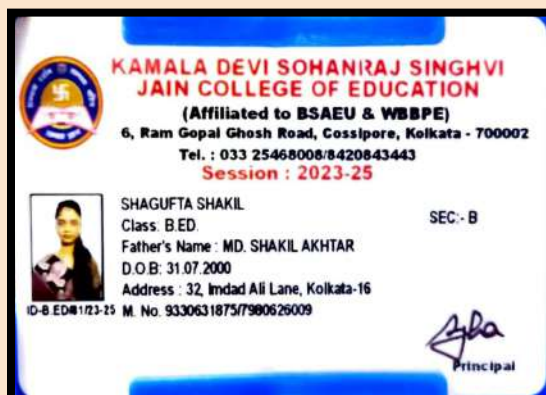 KAMALA DEVI SOHANRAJ SINGHVI
JAIN COLLEGE OF EDUCATION
(Affiliated to BSAEU & WBBPE)
6, Ram Gopal Ghosh Road, Cossipore, Kolkata - 700002
Tel. : 033 25468008/8420843443
Session : 2023-25
SHAGUFTA SHAKIL
Class: B.ED.
SEC:- B
Father's Name : MD. SHAKIL AKHTAR
D.O.B: 31.07.2000
Address : 32, Imdad Ali Lane, Kolkata-16
M. No. 9330631875/7980626009
Principal